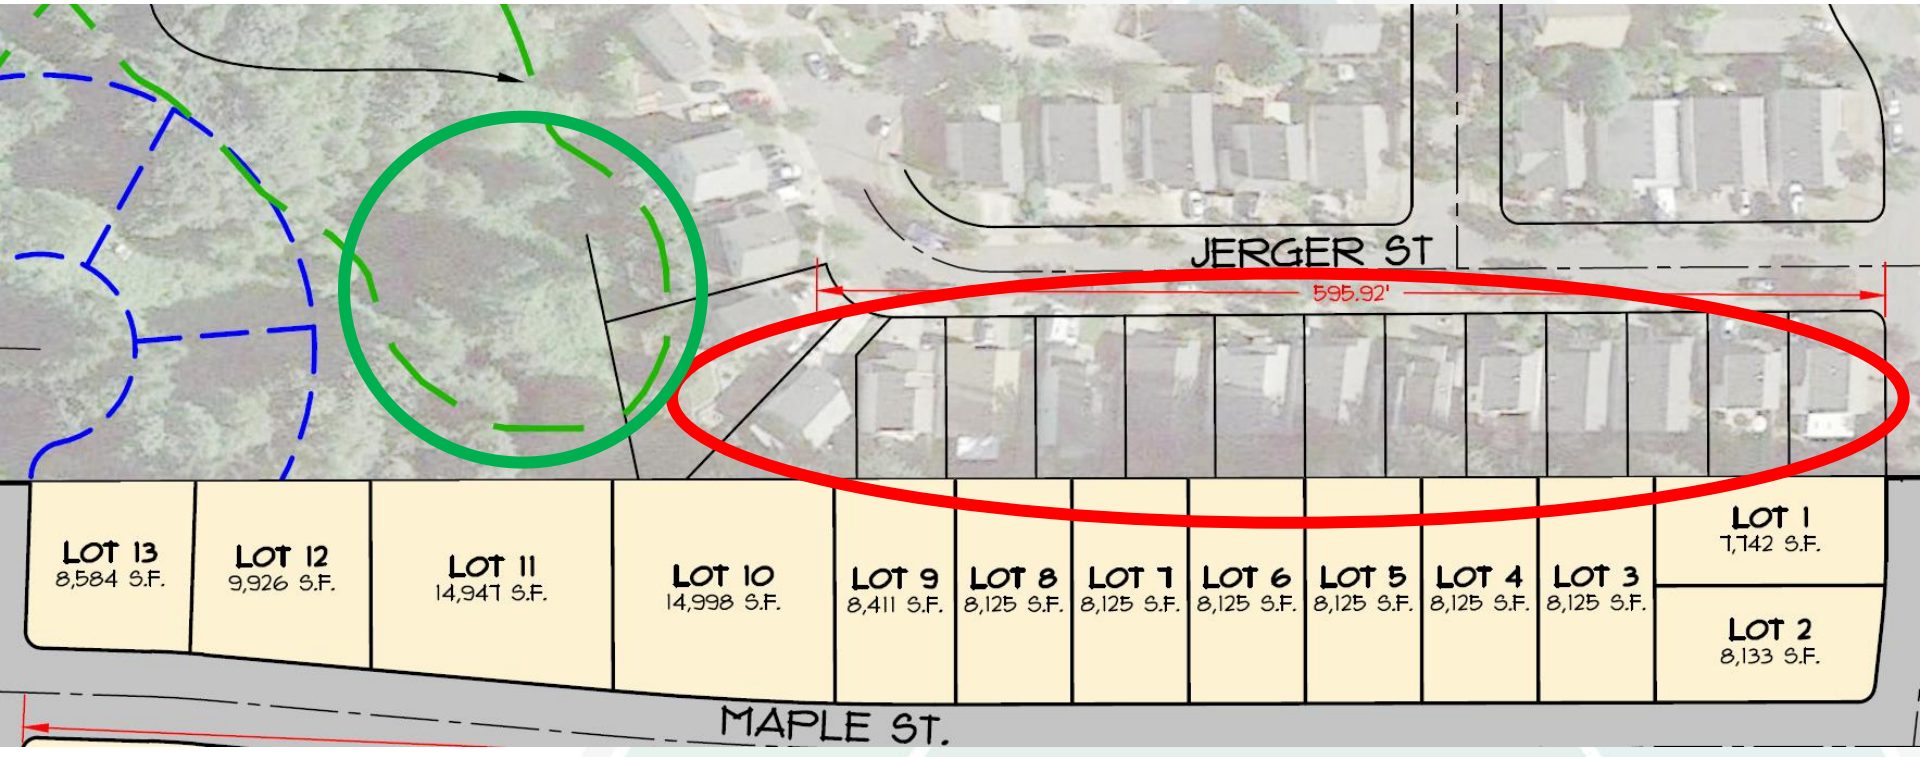 JERGER ST
595.92'
LOT 13
8,584 S.F.
LOT 12
9,926 S.F.
LOT 11
14,947 S.F.
LOT 10
14,998 S.F.
LOT 9
8,411 S.F.
LOT 8
8,125 S.F.
LOT 7
8,125 S.F.
LOT 6
8,125 S.F.
LOT 5
8,125 S.F.
LOT 4
8,125 S.F.
LOT 3
8,125 S.F.
LOT 1
7,742 S.F.
LOT 2
8,133 S.F.
MAPLE ST.